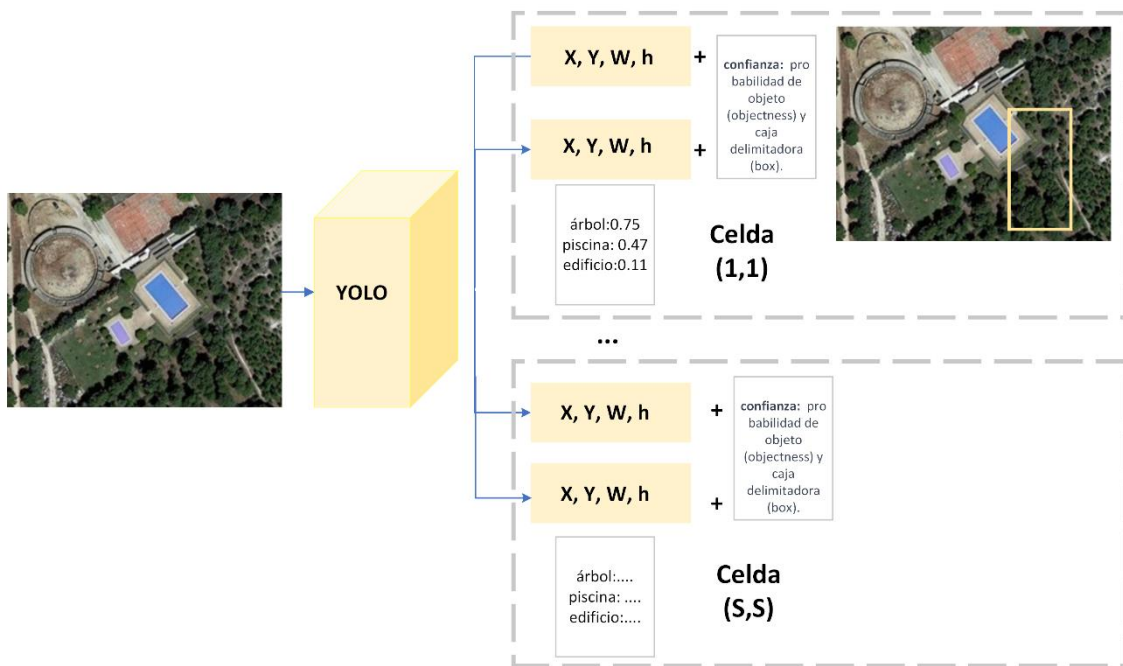 YOLO
X, Y, W, h
+
X, Y, W, h
+
confianza: pro
babilidad de
objeto
(objectness) y
caja
delimitadora
(box).
árbol:0.75
piscina: 0.47
edificio:0.11
Celda
(1,1)
...
X, Y, W, h
+
X, Y, W, h
+
confianza: pro
babilidad de
objeto
(objectness) y
caja
delimitadora
(box).
árbol:....
piscina: ....
edificio:....
Celda
(S,S)